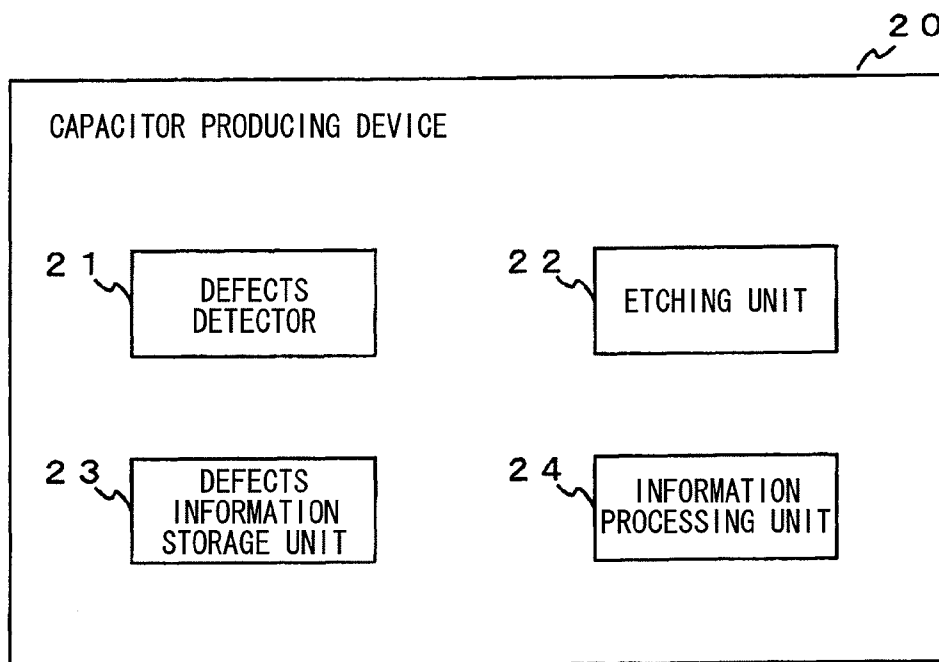 20
CAPACITOR PRODUCING DEVICE
21
DEFECTS
DETECTOR
22
ETCHING UNIT
23
DEFECTS
INFORMATION
STORAGE UNIT
24
INFORMATION
PROCESSING UNIT